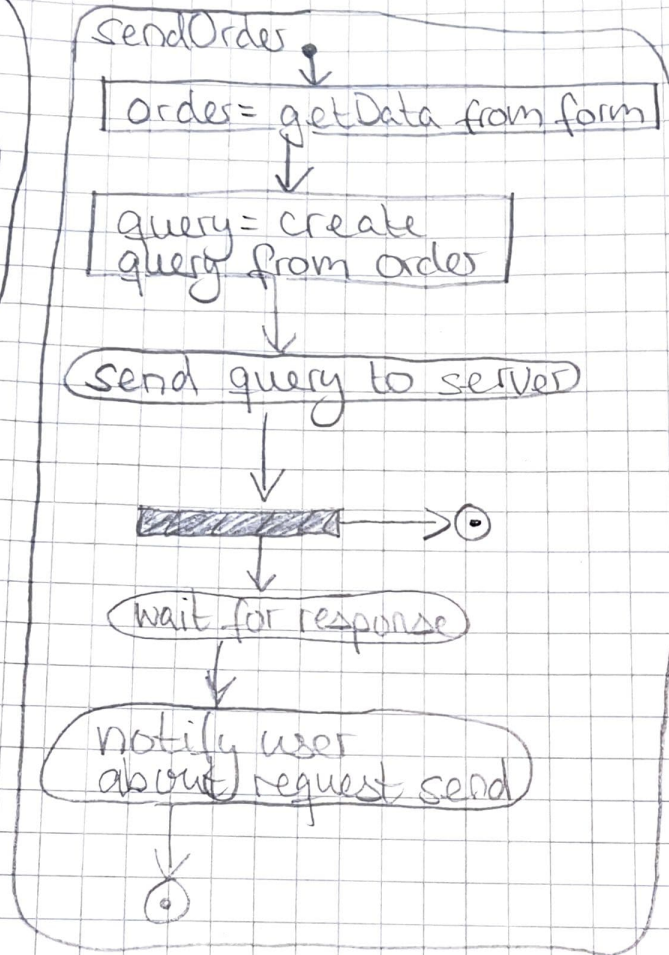 sendOrder
order= getData from form
query= create
query from order
send query to server
wait for response
notify user
about request send